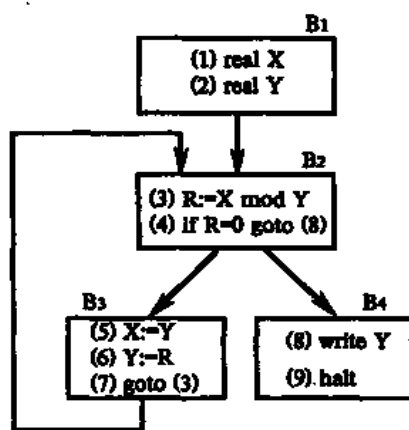 B1
(1) real X
(2) real Y
B2
(3) R:=X mod Y
(4) if R=0 goto (8)
B3
(5) X:=Y
(6) Y:=R
(7) goto (3)
B4
(8) write Y
(9) halt